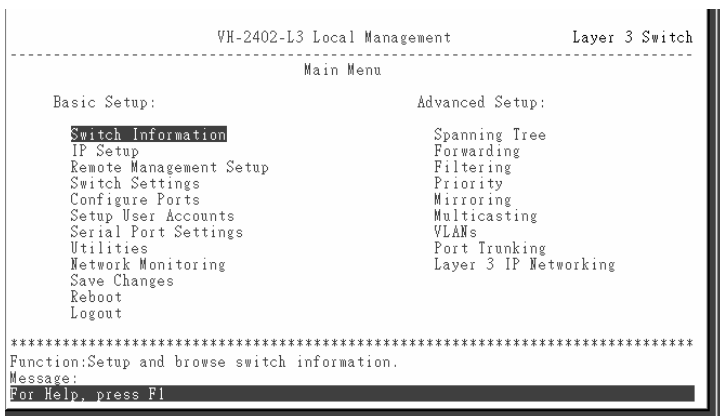 VH-2402-L3 Local Management Layer 3 Switch
--------------------------------------------------------------------------------
Main Menu
Basic Setup: Advanced Setup:
Switch Information Spanning Tree
IP Setup Forwarding
Remote Management Setup Filtering
Switch Settings Priority
Configure Ports Mirroring
Setup User Accounts Multicasting
Serial Port Settings VLANs
Utilities Port Trunking
Network Monitoring Layer 3 IP Networking
Save Changes
Reboot
Logout
********************************************************************************
Function:Setup and browse switch information.
Message:
For Help, press F1